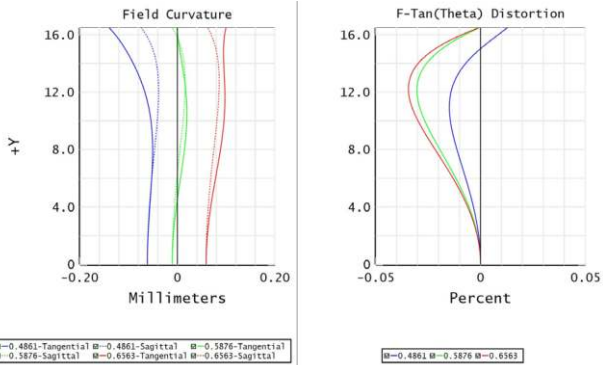 Field Curvature
16.0
12.0
+Y
8.0
4.0
0
-0.20
0
0.20
Millimeters
0.4861-Tangential 0.4861-Sagittal 0.5876-Tangential
0.5876-Sagittal 0.6563-Tangential 0.6563-Sagittal
F-Tan(Theta) Distortion
16.0
12.0
8.0
4.0
0
-0.05
0
0.05
Percent
0.4861 0.5876 0.6563